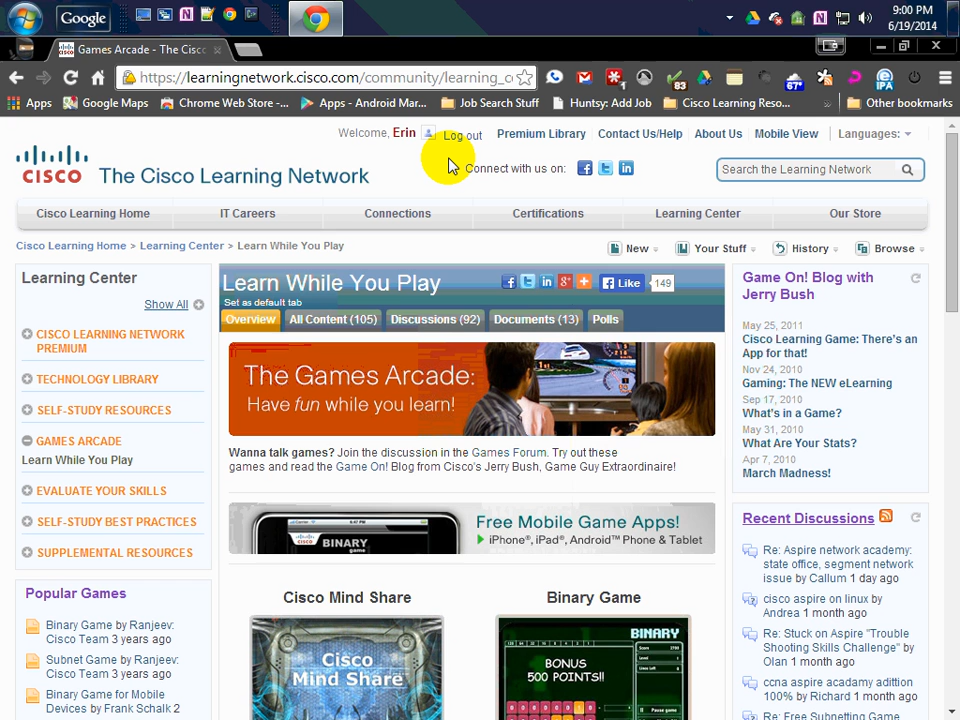 Google
9:00 PM
6/19/2014
Games Arcade - The Cisc
https://learningnetwork.cisco.com/community/learning_c
83
67°
IPA
Apps
Google Maps
Chrome Web Store -...
Apps - Android Mar...
Job Search Stuff
Huntsy: Add Job
Cisco Learning Reso...
Other bookmarks
Welcome, Erin
Log out
Premium Library
Contact Us/Help
About Us
Mobile View
Languages:
CISCO
The Cisco Learning Network
Connect with us on:
Search the Learning Network
Cisco Learning Home
IT Careers
Connections
Certifications
Learning Center
Our Store
Cisco Learning Home > Learning Center > Learn While You Play
New
Your Stuff
History
Browse
Learning Center
Show All
CISCO LEARNING NETWORK
PREMIUM
TECHNOLOGY LIBRARY
SELF-STUDY RESOURCES
GAMES ARCADE
Learn While You Play
EVALUATE YOUR SKILLS
SELF-STUDY BEST PRACTICES
SUPPLEMENTAL RESOURCES
Popular Games
Binary Game by Ranjeev:
Cisco Team 3 years ago
Subnet Game by Ranjeev:
Cisco Team 3 years ago
Binary Game for Mobile
Devices by Frank Schalk 2
Learn While You Play
Like
149
Set as default tab
Overview
All Content (105)
Discussions (92)
Documents (13)
Polls
The Games Arcade:
Have fun while you learn!
Wanna talk games? Join the discussion in the Games Forum. Try out these
games and read the Game On! Blog from Cisco's Jerry Bush, Game Guy Extraordinaire!
CISCO
BINARY
game
Free Mobile Game Apps!
iPhone®, iPad®, Android™ Phone & Tablet
Cisco Mind Share
Binary Game
Cisco
Mind Share
BINARY
BONUS
500 POINTS!!
Pause game
Game On! Blog with
Jerry Bush
May 25, 2011
Cisco Learning Game: There's an
App for that!
Nov 24, 2010
Gaming: The NEW eLearning
Sep 17, 2010
What's in a Game?
May 31, 2010
What Are Your Stats?
Apr 7, 2010
March Madness!
Recent Discussions
Re: Aspire network academy:
state office, segment network
issue by Callum 1 day ago
cisco aspire on linux by
Andrea 1 month ago
Re: Stuck on Aspire "Trouble
Shooting Skills Challenge" by
Olan 1 month ago
ccna aspire acadamy adittion
100% by Richard 1 month ago
Re: Free Subnetting Game